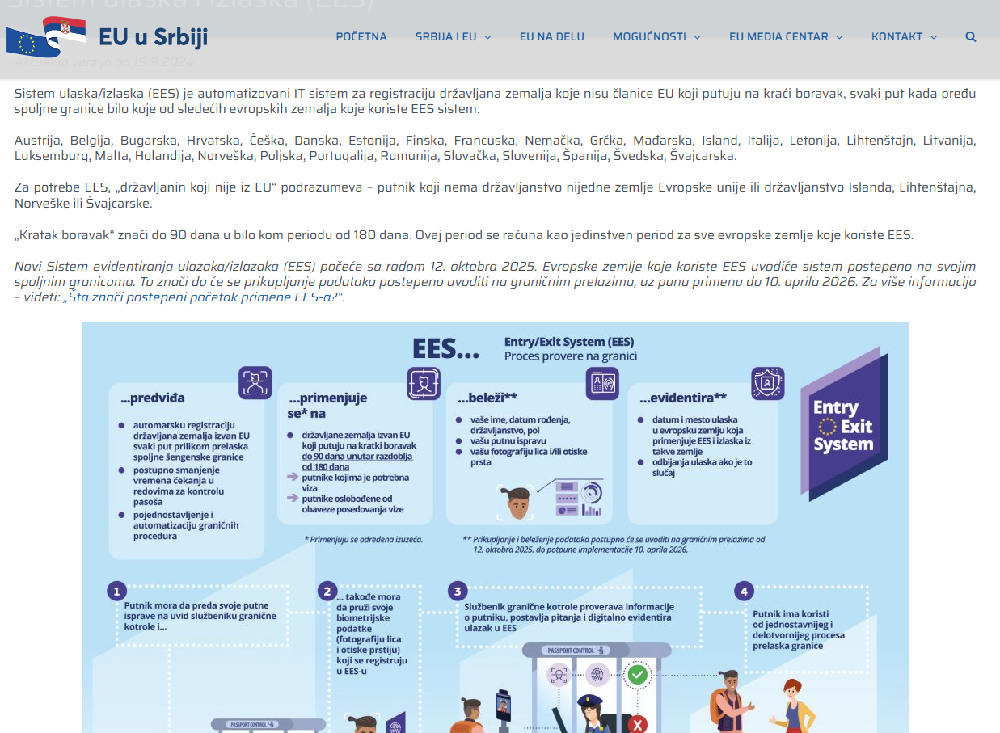 Sistem ulaska i izlaska (EES)
EU u Srbiji
POČETNA SRBIJA I EU EU NA DELU MOGUĆNOSTI EU MEDIA CENTAR KONTAKT
Aktuelna verzija od 19.9.2024.
Sistem ulaska/izlaska (EES) je automatizovani IT sistem za registraciju državljana zemalja koje nisu članice EU koji putuju na kraći boravak, svaki put kada pređu
spoljne granice bilo koje od sledećih evropskih zemalja koje koriste EES sistem:
Austrija, Belgija, Bugarska, Hrvatska, Češka, Danska, Estonija, Finska, Francuska, Nemačka, Grčka, Mađarska, Island, Italija, Letonija, Lihtenštajn, Litvanija,
Luksemburg, Malta, Holandija, Norveška, Poljska, Portugalija, Rumunija, Slovačka, Slovenija, Španija, Švedska, Švajcarska.
Za potrebe EES, „državljanin koji nije iz EU“ podrazumeva – putnik koji nema državljanstvo nijedne zemlje Evropske unije ili državljanstvo Islanda, Lihtenštajna,
Norveške ili Švajcarske.
„Kratak boravak“ znači do 90 dana u bilo kom periodu od 180 dana. Ovaj period se računa kao jedinstven period za sve evropske zemlje koje koriste EES.
Novi Sistem evidentiranja ulazaka/izlazaka (EES) počeće sa radom 12. oktobra 2025. Evropske zemlje koje koriste EES uvodiće sistem postepeno na svojim
spoljnim granicama. To znači da će se prikupljanje podataka postepeno uvoditi na graničnim prelazima, uz punu primenu do 10. aprila 2026. Za više informacija
– videti: „Šta znači postepeni početak primene EES-a?“.
EES...
Entry/Exit System (EES)
Proces provere na granici
...predviđa
automatsku registraciju
državljana zemalja izvan EU
svaki put prilikom prelaska
spoljne šengenske granice
postupno smanjenje
vremena čekanja u
redovima za kontrolu
pasoša
pojednostavljenje i
automatizaciju graničnih
procedura
...primenjuje
se* na
državljane zemalja izvan EU
koji putuju na kratki boravak
do 90 dana unutar razdoblja
od 180 dana
putnike kojima je potrebna
viza
putnike oslobođene od
obaveze posedovanja vize
...beleži**
vaše ime, datum rođenja,
državljanstvo, pol
vašu putnu ispravu
vašu fotografiju lica i/ili otiske
prsta
...evidentira**
datum i mesto ulaska
u evropsku zemlju koja
primenjuje EES i izlaska iz
takve zemlje
odbijanja ulaska ako je to
slučaj
Entry
Exit
System
* Primenjuju se određena izuzeća.
** Prikupljanje i beleženje podataka postupno će se uvoditi na graničnim prelazima od
12. oktobra 2025. do potpune implementacije 10. aprila 2026.
1
Putnik mora da preda svoje putne
isprave na uvid službeniku granične
kotrole i...
2
... takođe mora
da pruži svoje
biometrijske
podatke
(fotografiju lica
i otiske prstiju)
koji se registruju
u EES-u
3
Službenik granične kotrole proverava informacije
o putniku, postavlja pitanja i digitalno evidentira
ulazak u EES
4
Putnik ima koristi
od jednostavnijeg i
delotvornijeg procesa
prelaska granice
PASSPORT CONTROL
PASSPORT CONTROL